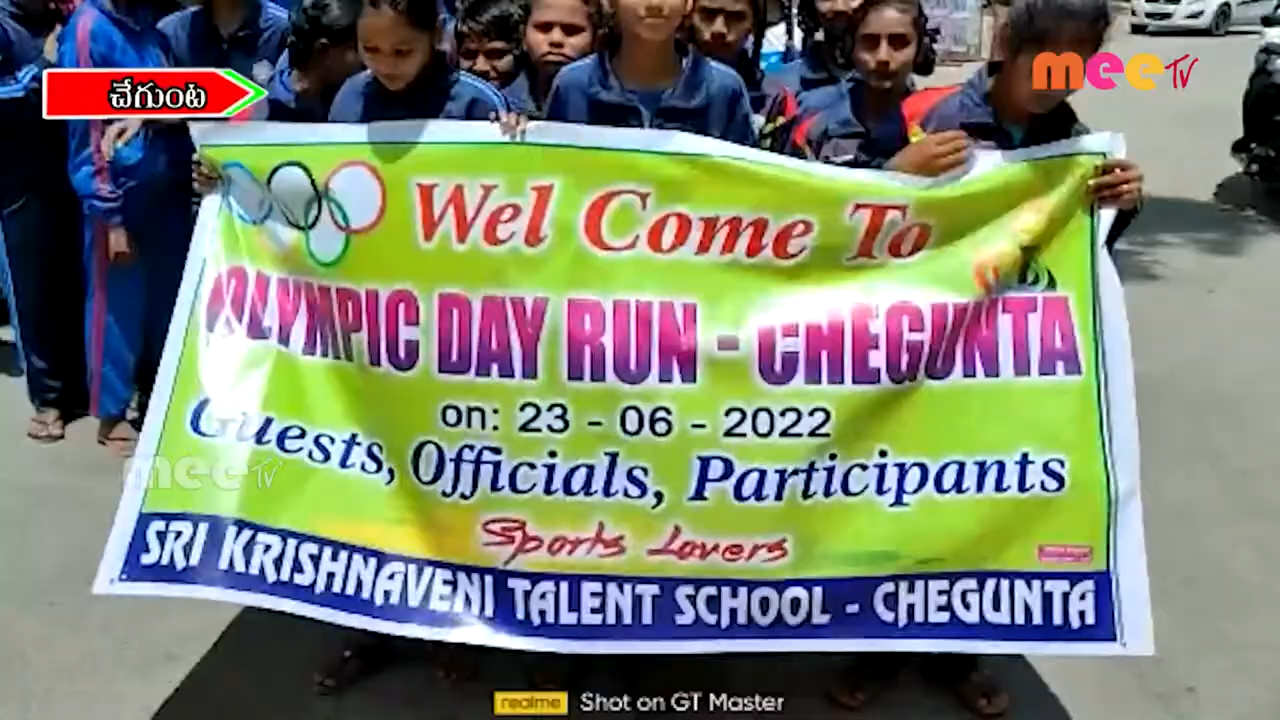 చేగుంట
meeTV
Wel Come To
OLYMPIC DAY RUN - CHEGUNTA
on: 23 - 06 - 2022
Guests, Officials, Participants
meeTV
Sports Lovers
SRI KRISHNAVENI TALENT SCHOOL - CHEGUNTA
realme Shot on GT Master